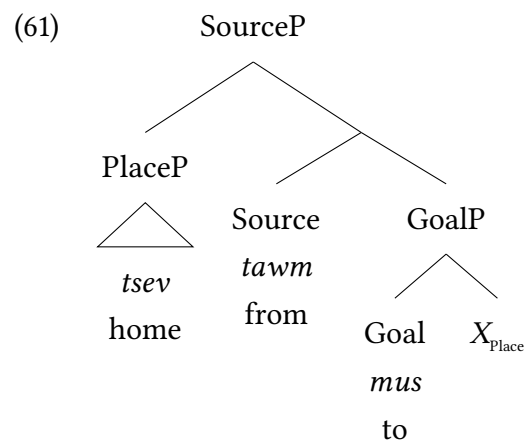 (61) SourceP
PlaceP
Source GoalP
tsev tawm
home from
Goal X_Place
mus
to